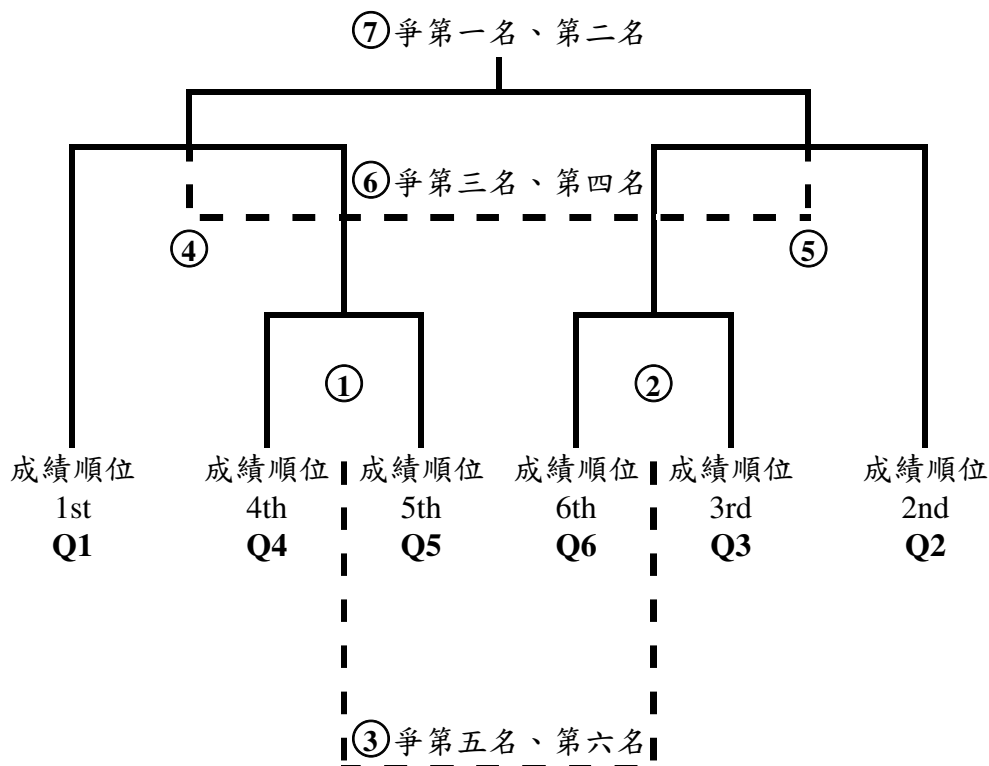 ⑦爭第一名、第二名
⑥爭第三名、第四名
④ ⑤
① ②
成績順位 成績順位 成績順位 成績順位 成績順位 成績順位
1st 4th 5th 6th 3rd 2nd
Q1 Q4 Q5 Q6 Q3 Q2
③爭第五名、第六名